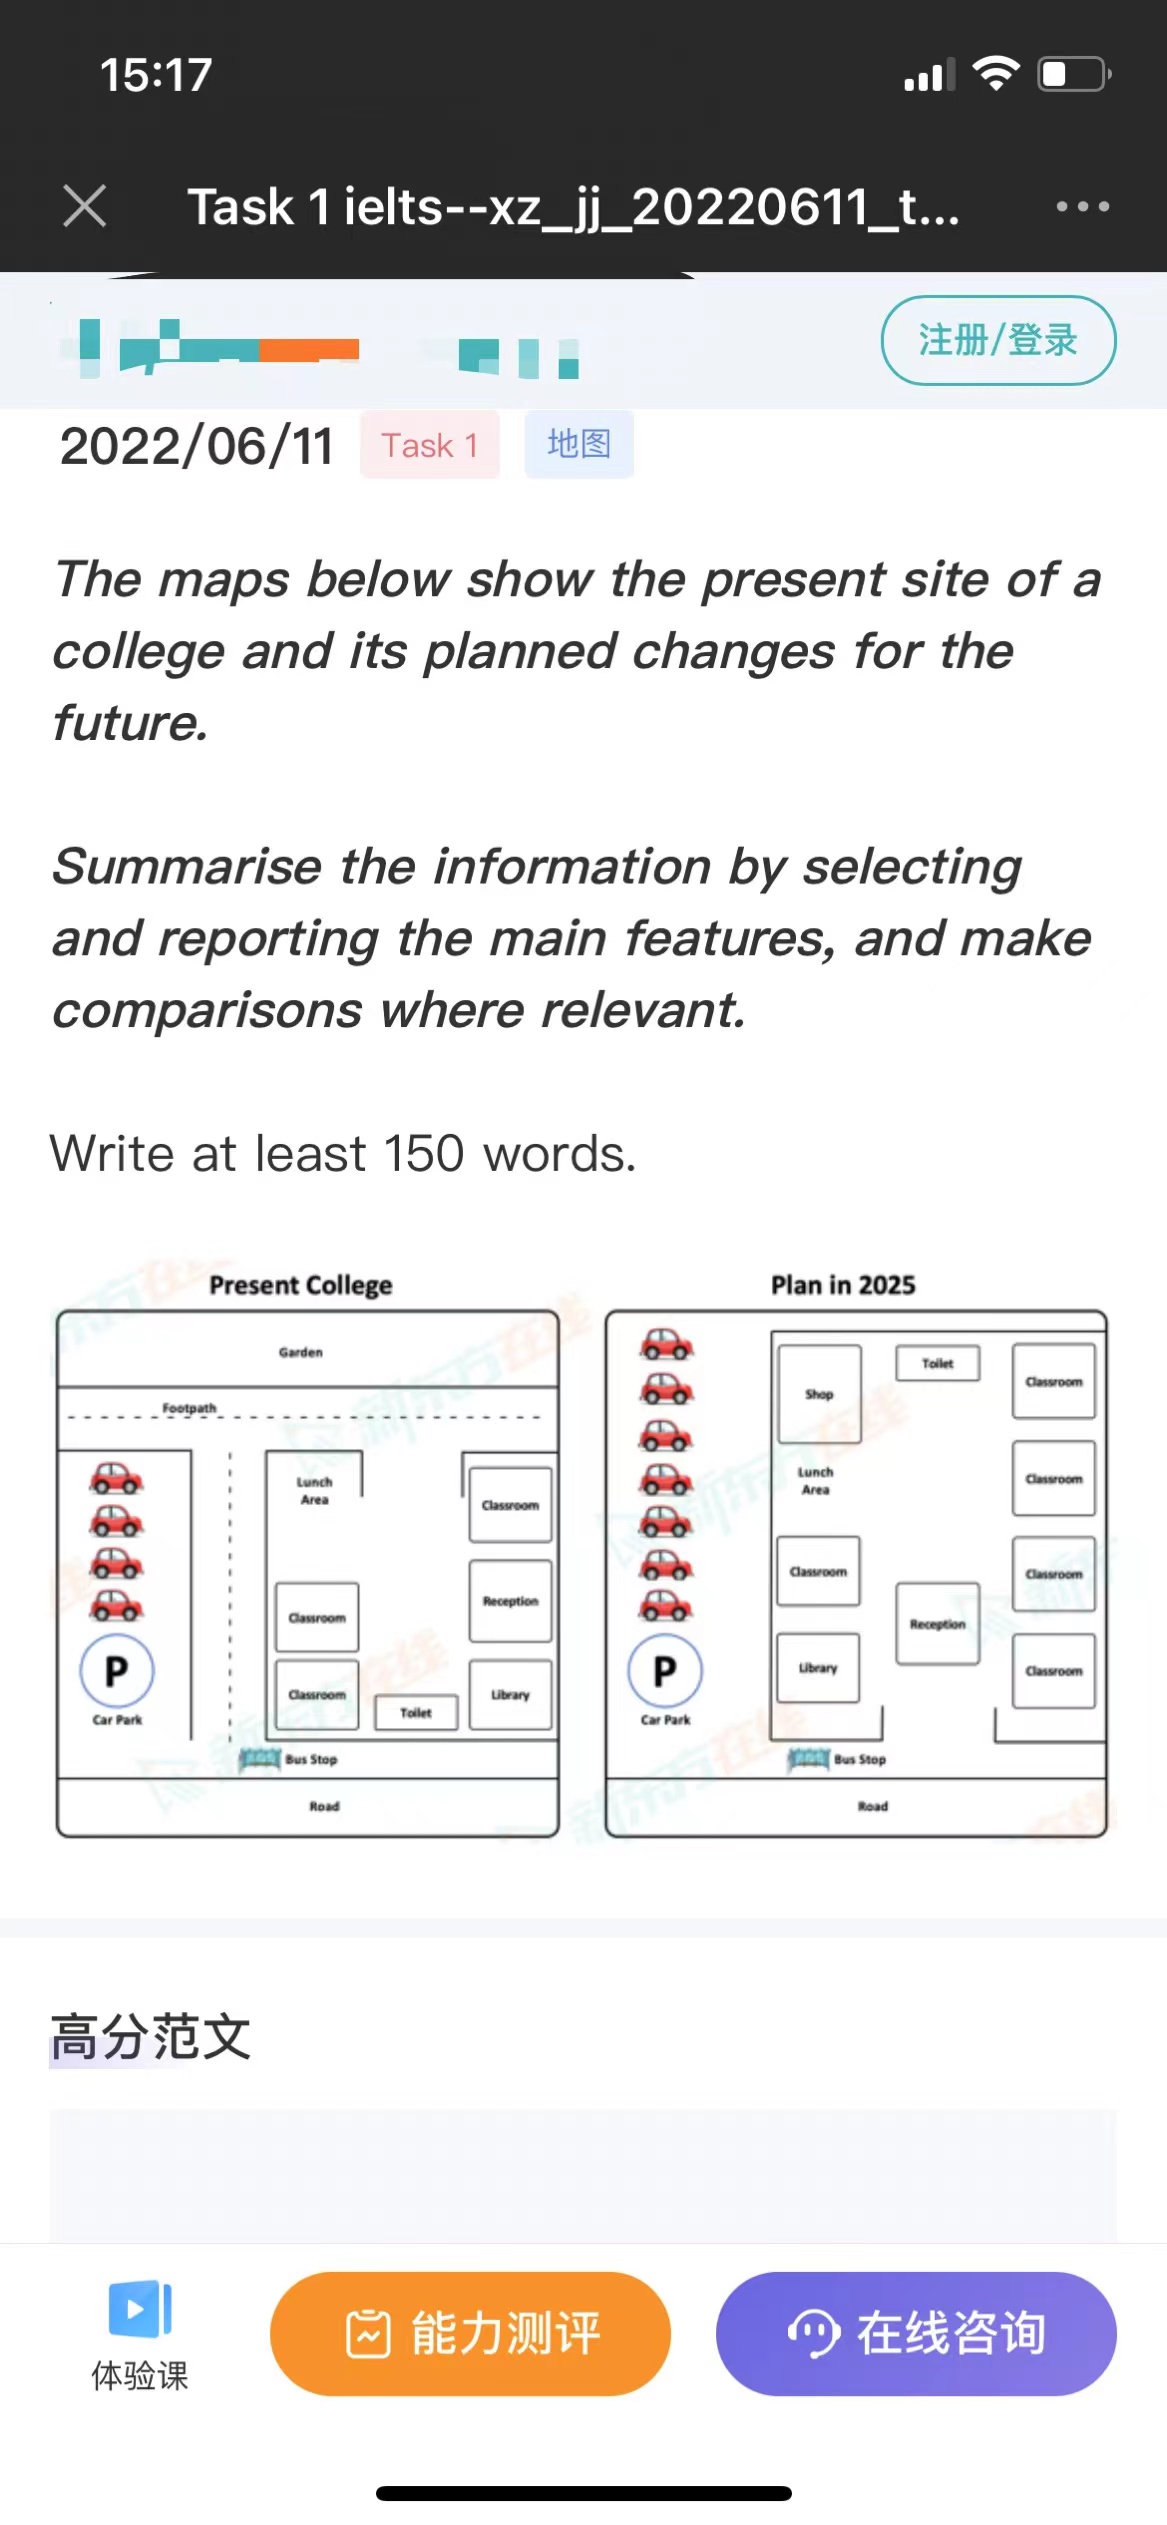 15:17
Task 1 ielts--xz_jj_20220611_t...
注册/登录
2022/06/11 Task 1 地图
The maps below show the present site of a
college and its planned changes for the
future.
Summarise the information by selecting
and reporting the main features, and make
comparisons where relevant.
Write at least 150 words.
Present College
Garden
Footpath
Lunch
Area
Classroom
Classroom
Reception
Classroom
Library
Toilet
P
Car Park
Bus Stop
Road
Plan in 2025
Shop
Toilet
Classroom
Lunch
Area
Classroom
Classroom
Classroom
Reception
Library
Classroom
P
Car Park
Bus Stop
Road
新东方在线
高分范文
体验课
能力测评
在线咨询